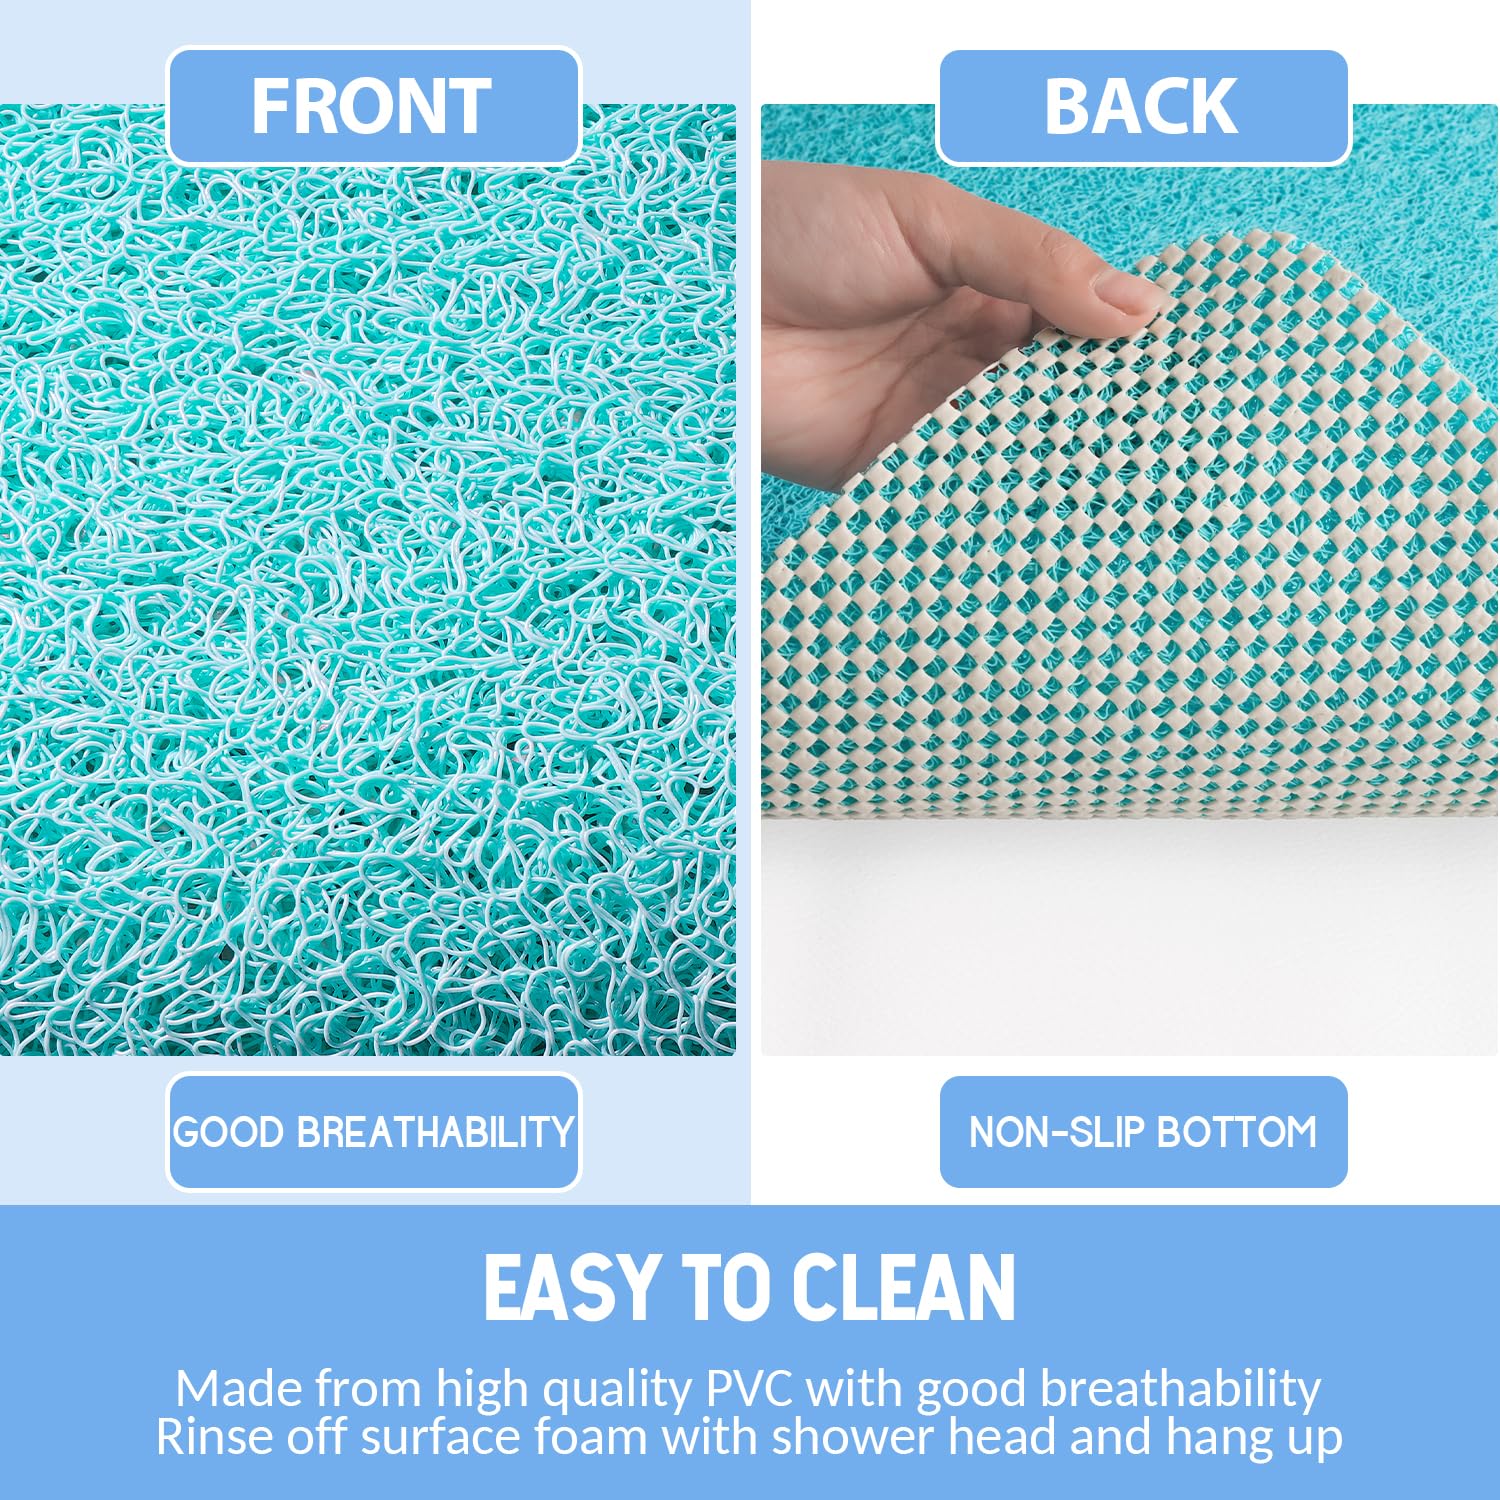 FRONT
BACK
GOOD BREATHABILITY
NON-SLIP BOTTOM
EASY TO CLEAN
Made from high quality PVC with good breathability
Rinse off surface foam with shower head and hang up